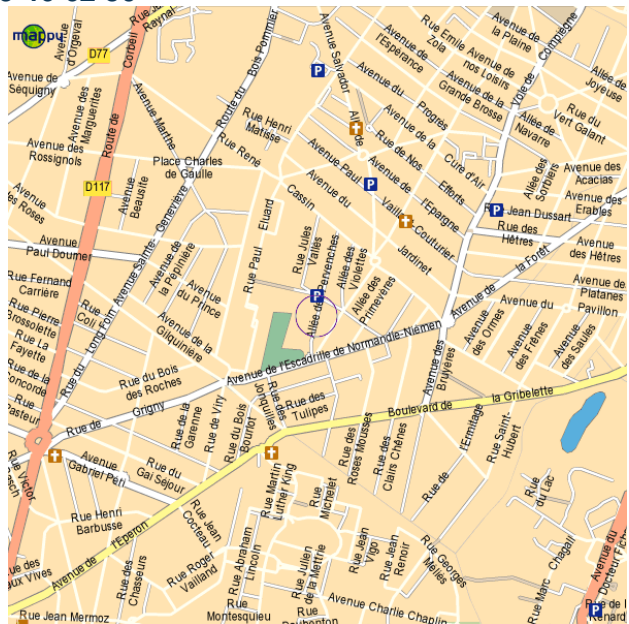 mappy
Avenue
d'Orgeval
D77
Corbeil
Route de
Raynal
Bois Pommier
Route du
Avenue Salvador
Allende
Avenue de
l'Espérance
Rue Emile
Zola
Avenue de
nos Loisirs
Avenue de
la Plaine
Voie de
Compiègne
Allée de
Joyeuse
Avenue de
Séquigny
Avenue des
Marguerites
Avenue Marthe
Rue Henri
Matisse
Avenue du
Progrès
Avenue de la
Grande Brosse
Rue du
Vert Galant
Allée de
Navarre
Avenue des
Rossignols
Place Charles
de Gaulle
Rue René
Cassin
Avenue de la
Cure d'Air
Rue de Nos
Efforts
Avenue Paul
Vaillant Couturier
Avenue de
l'Epargne
Allée des
Sorbiers
Avenue des
Acacias
D117
Avenue
Beausite
Avenue Sainte-
Geneviève
Avenue du
Jardinet
Rue Jean Dussart
Avenue des
Erables
des Roses
Rue Paul
Eluard
Rue Jules
Vallès
Allée des Pervenches
Allée des
Violettes
Allée des
Primevères
Rue des
Hêtres
Avenue des
Hêtres
Avenue
Paul Doumer
Avenue de
la Pépinière
Avenue
du Prince
Avenue de
la Forêt
Avenue des
Platanes
Rue Fernand
Carrière
Rue
Coli
Rue du Long Foin
Avenue de la
Gilquinière
Avenue du
Pavillon
Rue Pierre
Brossolette
Rue La
Fayette
Avenue de l'Escadrille de Normandie-Niémen
Avenue
des Ormes
Avenue
des Frênes
Avenue
des Saules
Rue de la
Concorde
Rue du Bois
des Roches
Avenue des
Bruyères
Rue
Pasteur
Rue de
Grigny
Rue de la
Garenne
Rue de Viry
Rue du Bois
Bourlot
Rue des
Jonquilles
Rue des
Tulipes
Boulevard de
la Gribelette
Rue des
Roses Mousses
Rue des
Clairs Chênes
Rue de
l'Ermitage
Rue Saint-
Hubert
Rue Victor
Avenue
Gabriel Péri
Rue du
Gai Séjour
Rue Martin
Luther King
Rue
Michelet
Rue
du Lac
Rue Henri
Barbusse
Rue Jean
Cocteau
Avenue de
l'Eperon
Rue Abraham
Lincoln
Rue Julien
de la Mettrie
Rue Jean
Vigo
Rue Jean
Renoir
Rue Georges
Mélies
Rue Marc
Chagall
Avenue du
Rue des
Chasseurs
Rue Roger
Vailland
Rue Jean Mermoz
Rue
Montesquieu
Rue
Avenue Charlie Chaplin
Rue de
Renard